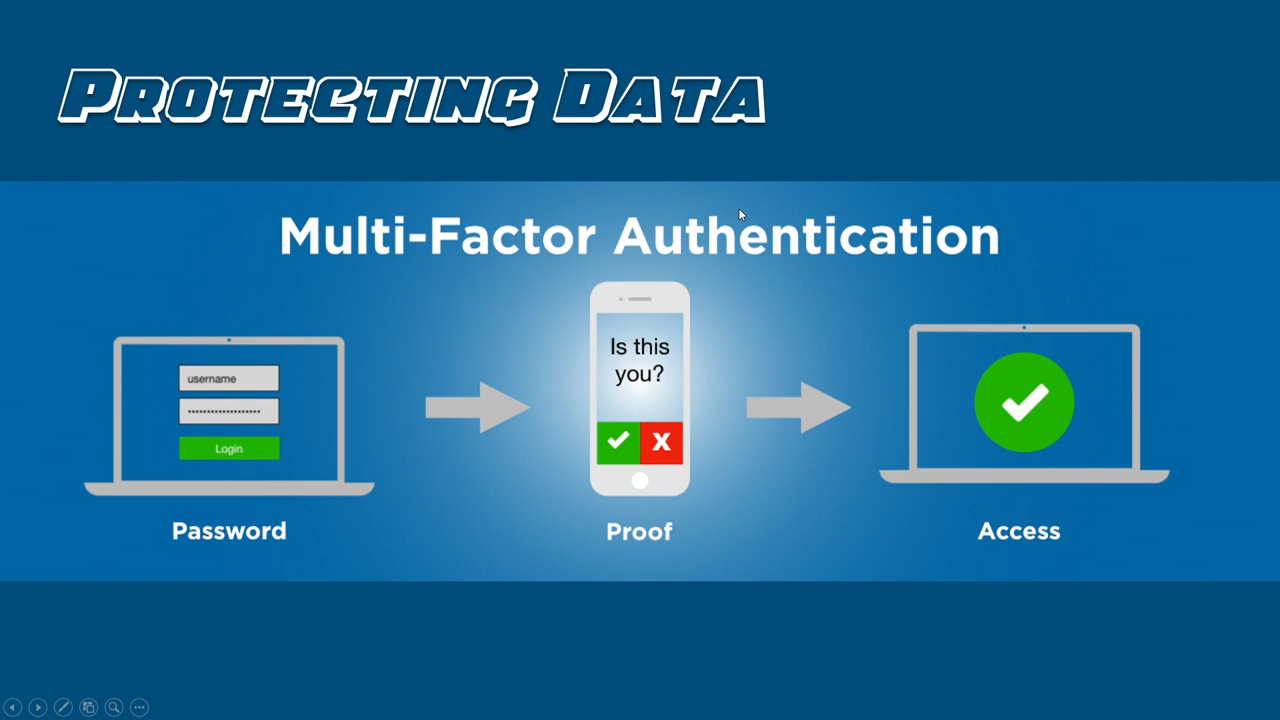 Protecting Data
Multi-Factor Authentication
username
Login
Is this
you?
X
Password
Proof
Access